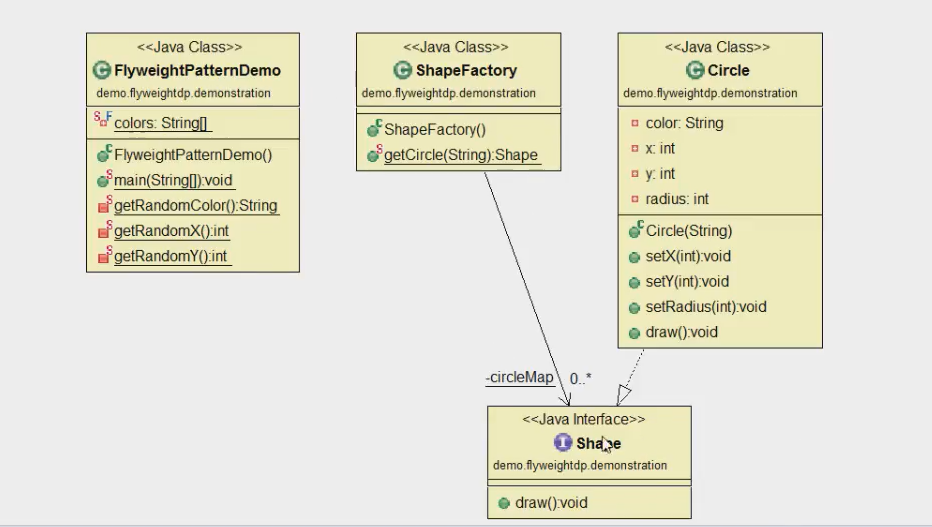 <<Java Class>>
FlyweightPatternDemo
demo.flyweightdp.demonstration
colors: String[]
FlyweightPatternDemo()
main(String[]):void
getRandomColor():String
getRandomX():int
getRandomY():int
<<Java Class>>
ShapeFactory
demo.flyweightdp.demonstration
ShapeFactory()
getCircle(String):Shape
<<Java Class>>
Circle
demo.flyweightdp.demonstration
color: String
x: int
y: int
radius: int
Circle(String)
setX(int):void
setY(int):void
setRadius(int):void
draw():void
-circleMap 0..*
<<Java Interface>>
Shape
demo.flyweightdp.demonstration
draw():void